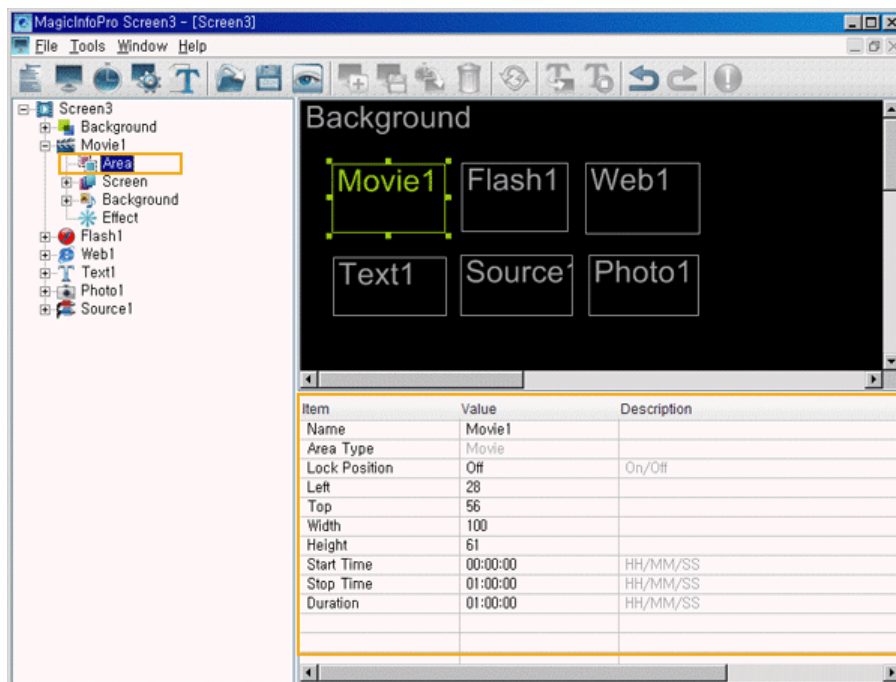 MagicInfoPro Screen3 - [Screen3]
File Tools Window Help
Screen3
Background
Movie1
Area
Screen
Background
Effect
Flash1
Web1
Text1
Photo1
Source1
Background
Movie1 Flash1 Web1
Text1 Source1 Photo1
Item Value Description
Name Movie1
Area Type Movie
Lock Position Off On/Off
Left 28
Top 56
Width 100
Height 61
Start Time 00:00:00 HH/MM/SS
Stop Time 01:00:00 HH/MM/SS
Duration 01:00:00 HH/MM/SS